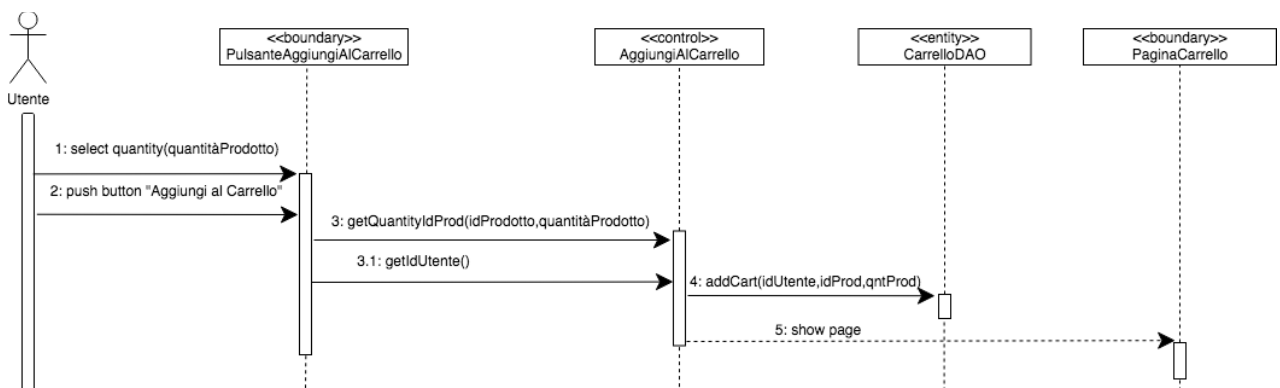 <<boundary>>
PulsanteAggiungiAlCarrello
<<control>>
AggiungiAlCarrello
<<entity>>
CarrelloDAO
<<boundary>>
PaginaCarrello
Utente
1: select quantity(quantitàProdotto)
2: push button "Aggiungi al Carrello"
3: getQuantityIdProd(idProdotto,quantitàProdotto)
3.1: getIdUtente()
4: addCart(idUtente,idProd,qntProd)
5: show page